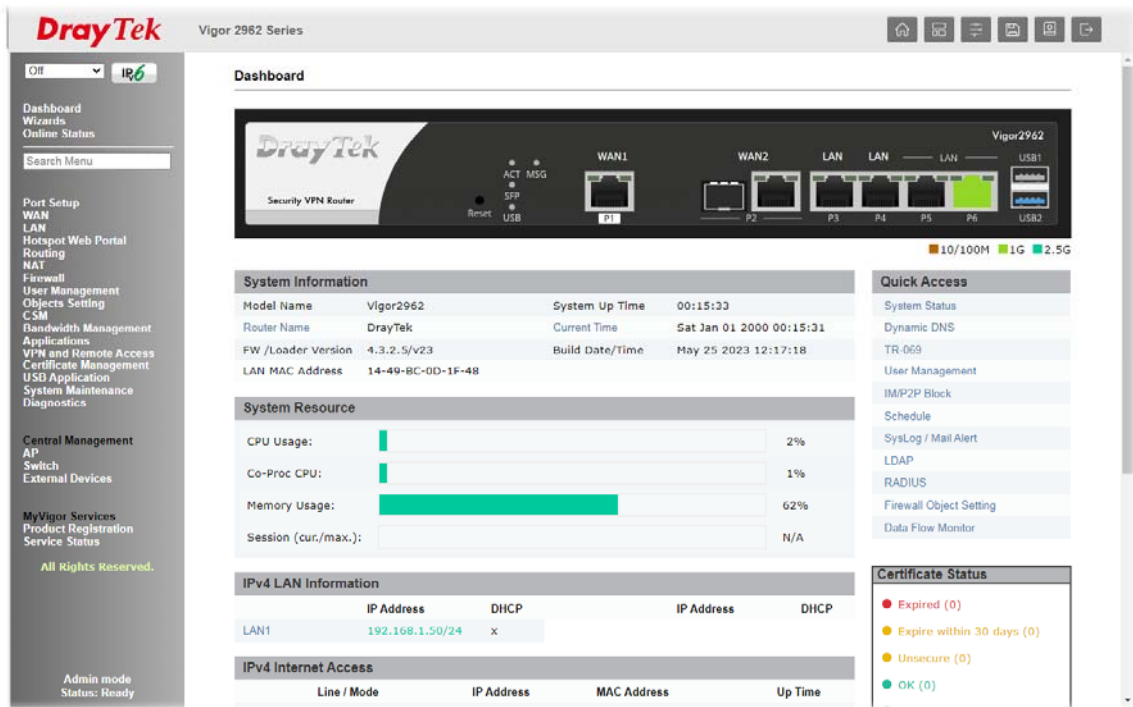 DrayTek
Vigor 2962 Series
Off
IPv6
Dashboard
Wizards
Online Status
Search Menu
Port Setup
WAN
LAN
Hotspot Web Portal
Routing
NAT
Firewall
User Management
Objects Setting
CSM
Bandwidth Management
Applications
VPN and Remote Access
Certificate Management
USB Application
System Maintenance
Diagnostics
Central Management
AP
Switch
External Devices
MyVigor Services
Product Registration
Service Status
All Rights Reserved.
Admin mode
Status: Ready
Dashboard
DrayTek
Security VPN Router
Reset
ACT MSG
SFP
USB
WAN1
P1
WAN2
P2
LAN LAN LAN
P3 P4 P5 P6
Vigor2962
USB1
USB2
10/100M 1G 2.5G
System Information
Model Name Vigor2962 System Up Time 00:15:33
Router Name DrayTek Current Time Sat Jan 01 2000 00:15:31
FW /Loader Version 4.3.2.5/v23 Build Date/Time May 25 2023 12:17:18
LAN MAC Address 14-49-BC-0D-1F-48
System Resource
CPU Usage: 2%
Co-Proc CPU: 1%
Memory Usage: 62%
Session (cur./max.): N/A
IPv4 LAN Information
IP Address DHCP IP Address DHCP
LAN1 192.168.1.50/24 x
IPv4 Internet Access
Line / Mode IP Address MAC Address Up Time
Quick Access
System Status
Dynamic DNS
TR-069
User Management
IM/P2P Block
Schedule
SysLog / Mail Alert
LDAP
RADIUS
Firewall Object Setting
Data Flow Monitor
Certificate Status
Expired (0)
Expire within 30 days (0)
Unsecure (0)
OK (0)